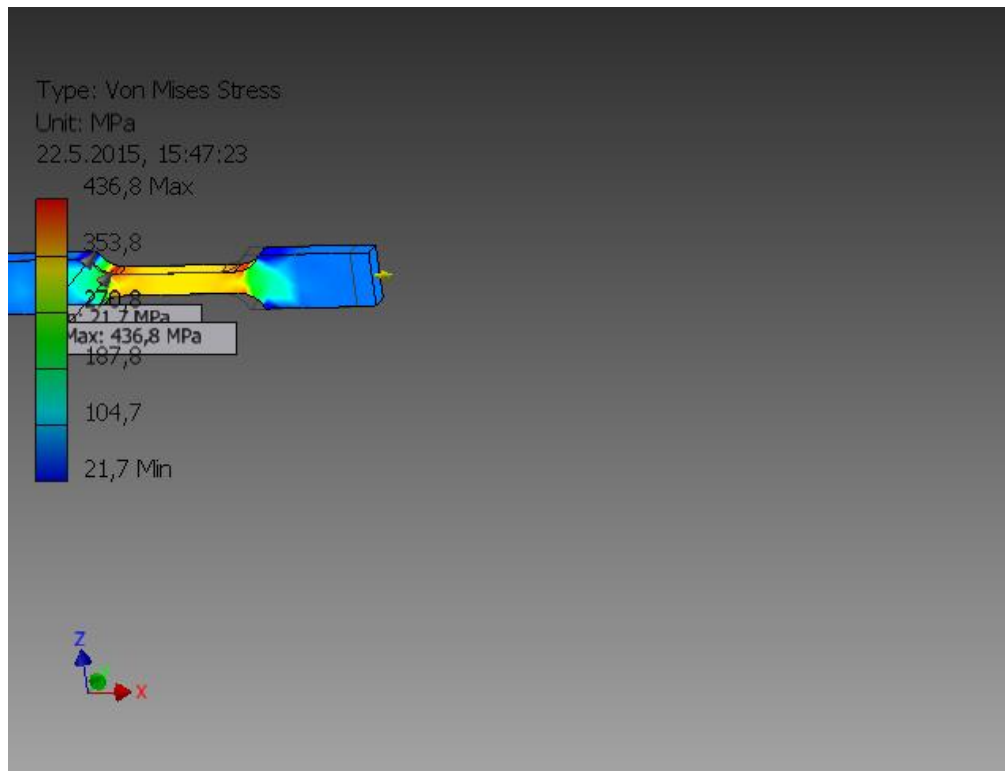 Type: Von Mises Stress
Unit: MPa
22.5.2015, 15:47:23
436,8 Max
353,8
270,8
21,7 MPa
Max: 436,8 MPa
187,8
104,7
21,7 Min
Z
X